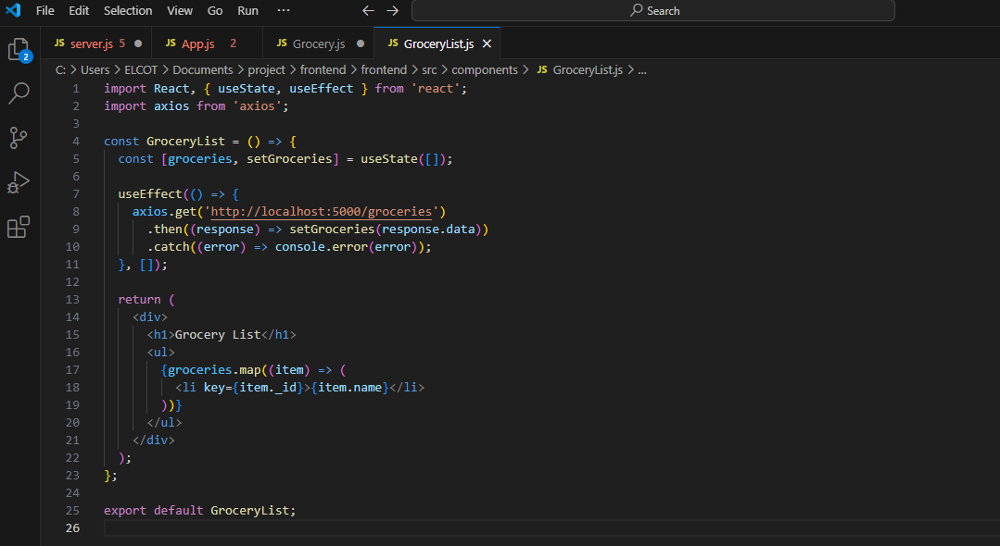 File Edit Selection View Go Run ··· Search
JS server.js 5 JS App.js 2 JS Grocery.js JS GroceryList.js
C: > Users > ELCOT > Documents > project > frontend > frontend > src > components > JS GroceryList.js > ...
2
1 import React, { useState, useEffect } from 'react';
2 import axios from 'axios';
3
4 const GroceryList = () => {
5 const [groceries, setGroceries] = useState([]);
6
7 useEffect(() => {
8 axios.get('http://localhost:5000/groceries')
9 .then((response) => setGroceries(response.data))
10 .catch((error) => console.error(error));
11 }, []);
12
13 return (
14 <div>
15 <h1>Grocery List</h1>
16 <ul>
17 {groceries.map((item) => (
18 <li key={item._id}>{item.name}</li>
19 ))}
20 </ul>
21 </div>
22 );
23 };
24
25 export default GroceryList;
26